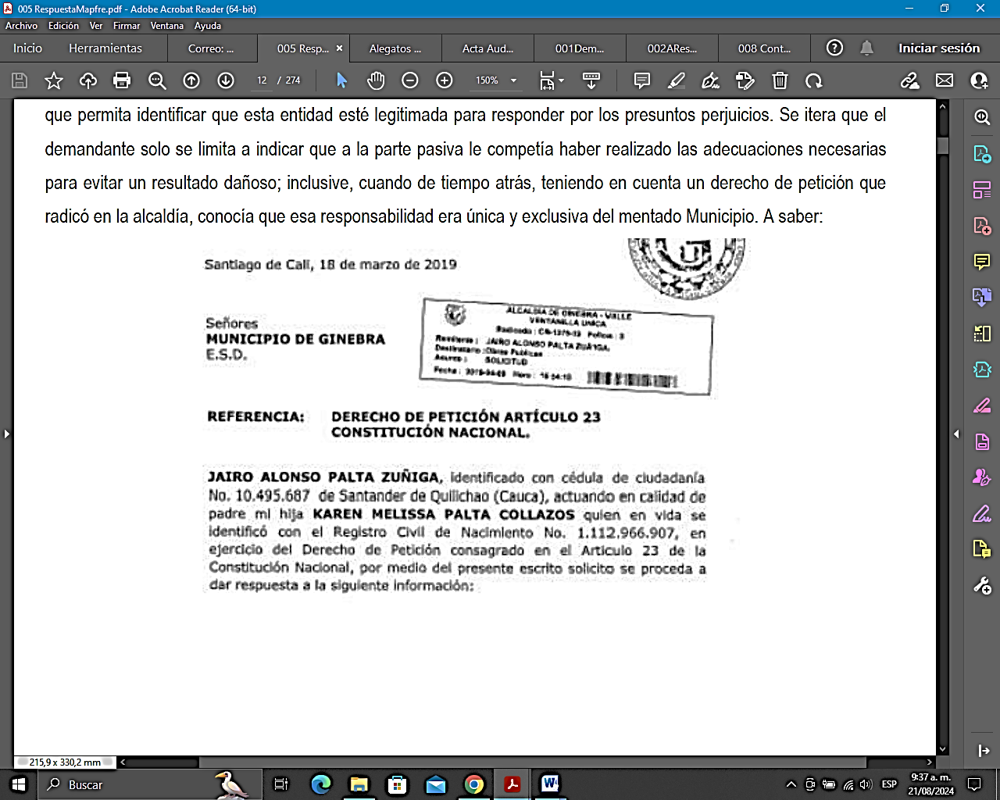 005 RespuestaMapfre.pdf - Adobe Acrobat Reader (64-bit)
Archivo Edición Ver Firmar Ventana Ayuda
Inicio Herramientas Correo: ... 005 Resp... × Alegatos ... Acta Aud... 001Dem... 002ARes... 008 Cont... Iniciar sesión
12 / 274 150%
que permita identificar que esta entidad esté legitimada para responder por los presuntos perjuicios. Se itera que el
demandante solo se limita a indicar que a la parte pasiva le competía haber realizado las adecuaciones necesarias
para evitar un resultado dañoso; inclusive, cuando de tiempo atrás, teniendo en cuenta un derecho de petición que
radicó en la alcaldía, conocía que esa responsabilidad era única y exclusiva del mentado Municipio. A saber:
Santiago de Cali, 18 de marzo de 2019
ALCALDIA DE GINEBRA - VALLE
VENTANILLA UNICA
JAIRO ALONSO PALTA ZUÑIGA
Destinatario : Obras Publicas
SOLICITUD
Señores
MUNICIPIO DE GINEBRA
E.S.D.
REFERENCIA: DERECHO DE PETICIÓN ARTÍCULO 23
CONSTITUCIÓN NACIONAL.
JAIRO ALONSO PALTA ZUÑIGA, identificado con cédula de ciudadanía
No. 10.495.687 de Santander de Quilichao (Cauca), actuando en calidad de
padre mi hija KAREN MELISSA PALTA COLLAZOS quien en vida se
identificó con el Registro Civil de Nacimiento No. 1.112.966.907, en
ejercicio del Derecho de Petición consagrado en el Articulo 23 de la
Constitución Nacional, por medio del presente escrito solicito se proceda a
dar respuesta a la siguiente información:
215,9 x 330,2 mm
Buscar
ESP
9:37 a. m.
21/08/2024